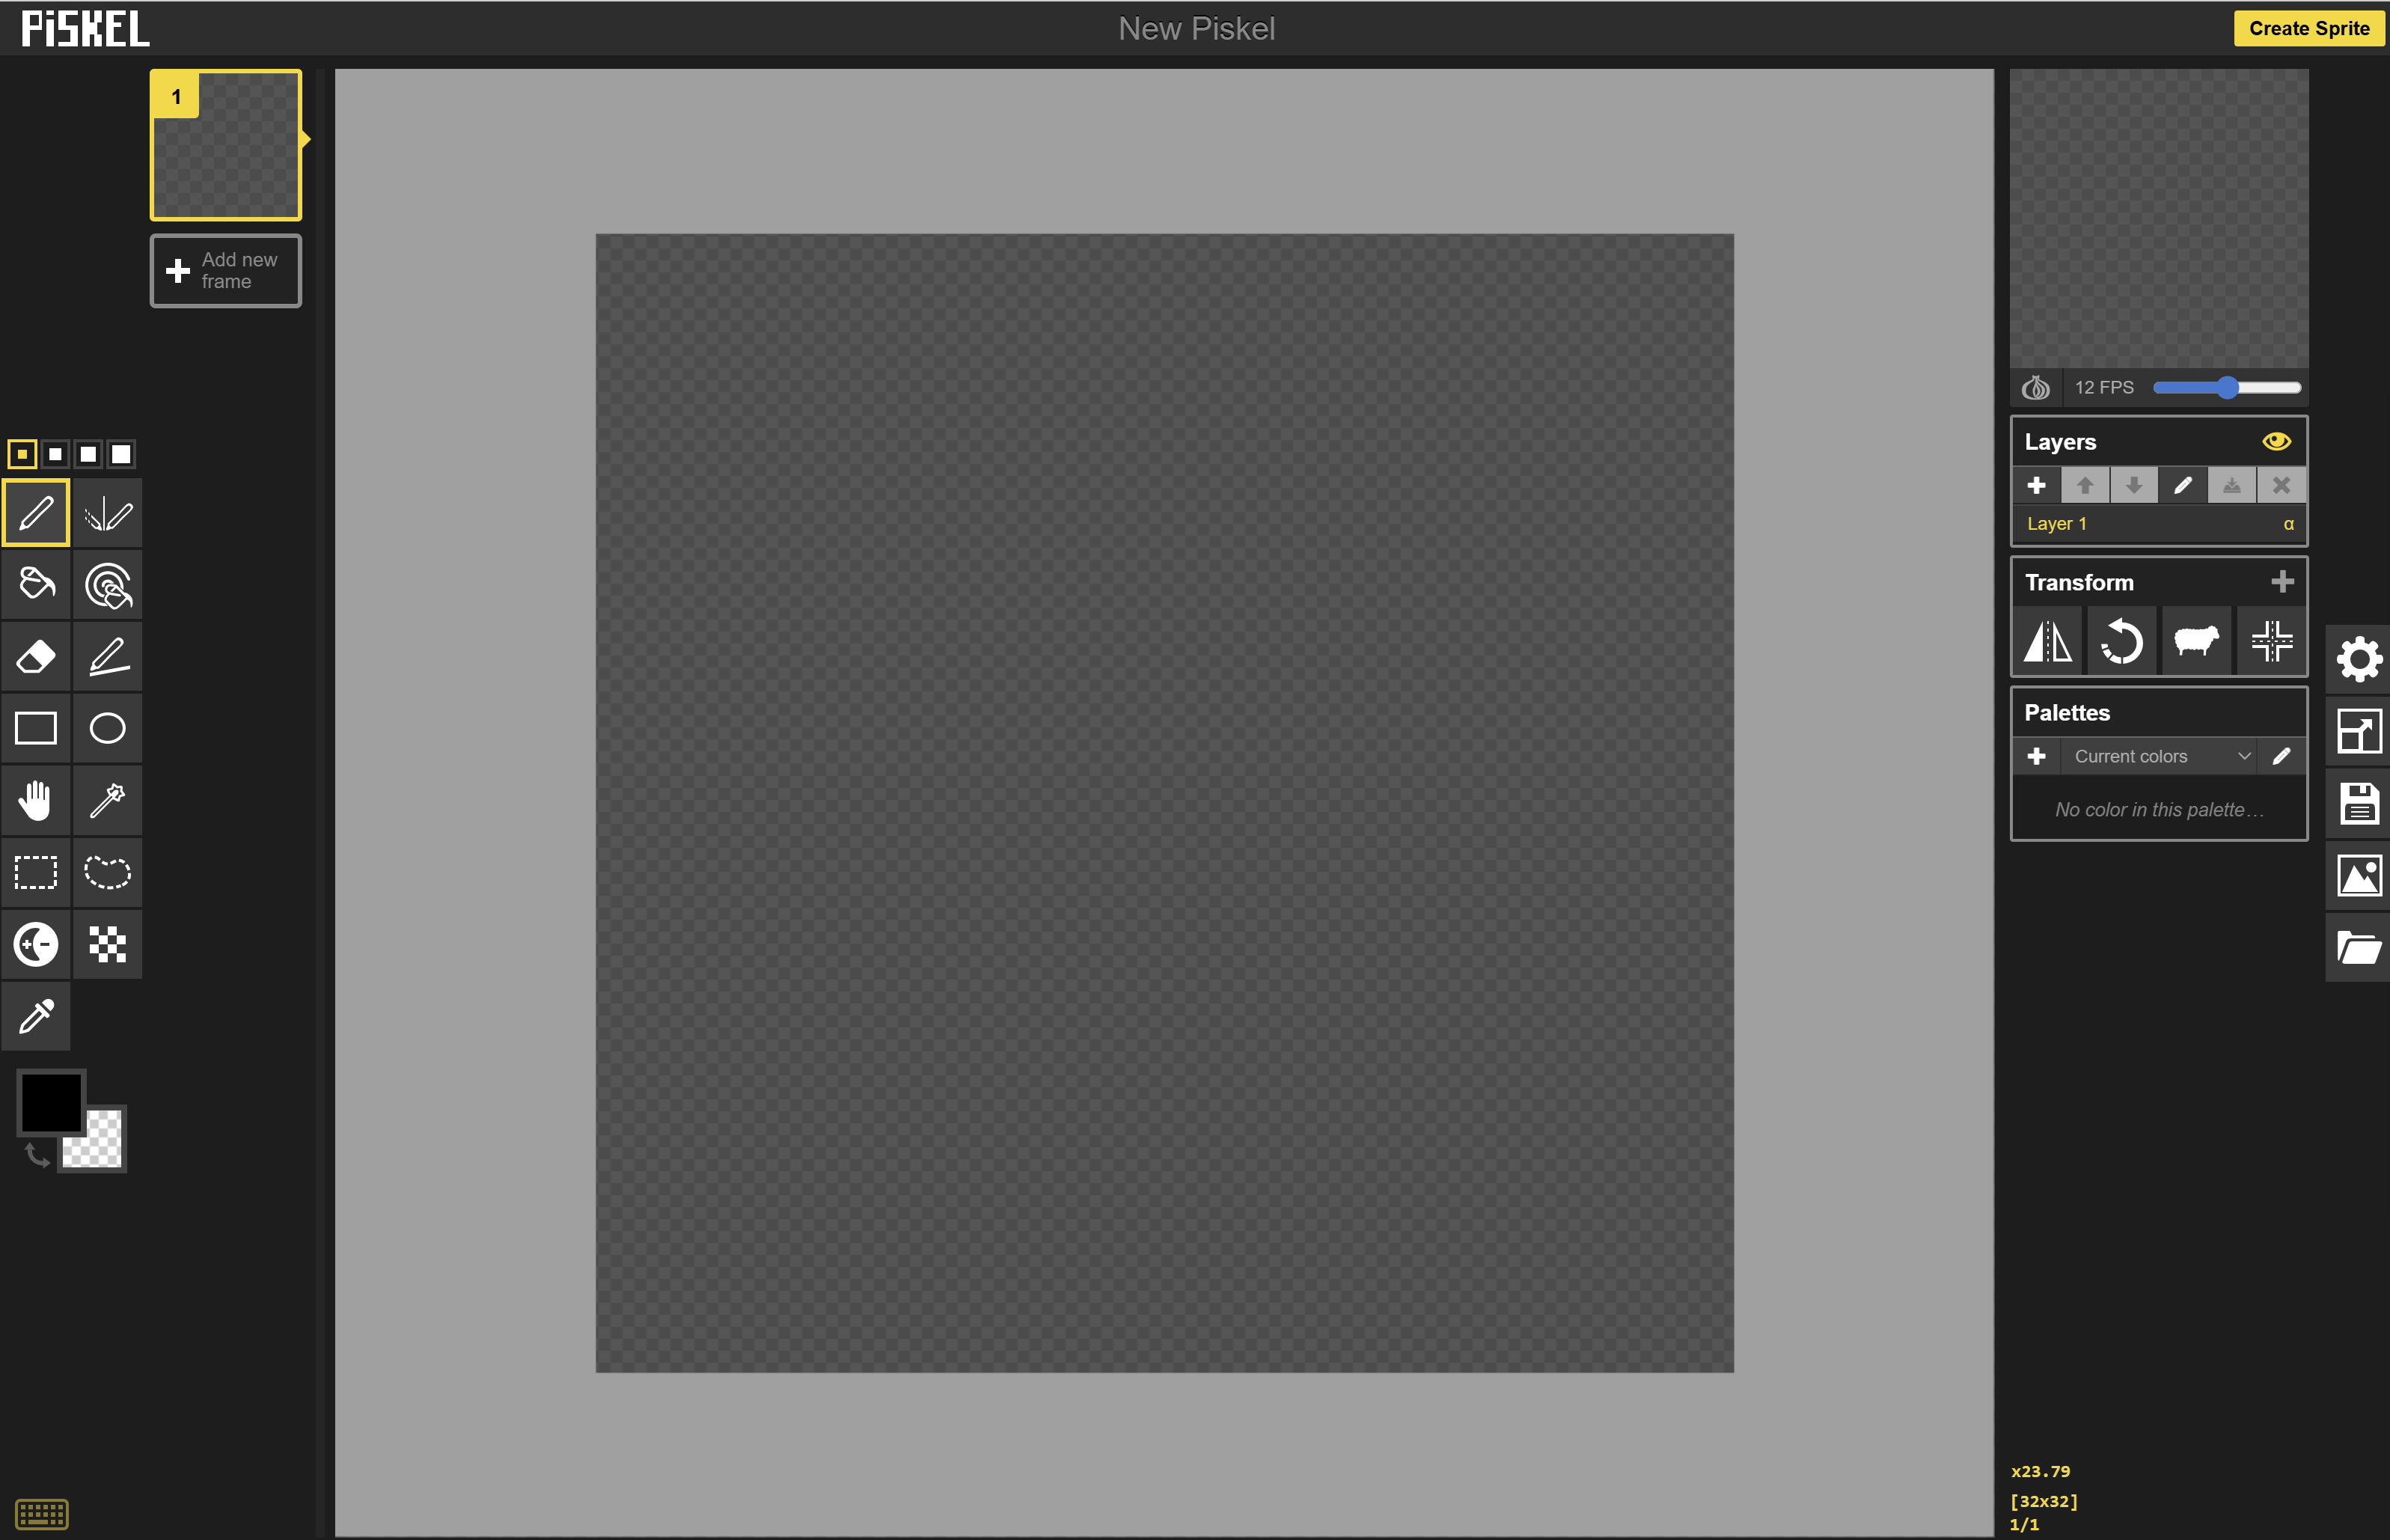 PiSKEL
New Piskel
Create Sprite
1
Add new
frame
12 FPS
Layers
Layer 1
α
Transform
Palettes
Current colors
No color in this palette…
x23.79
[32x32]
1/1